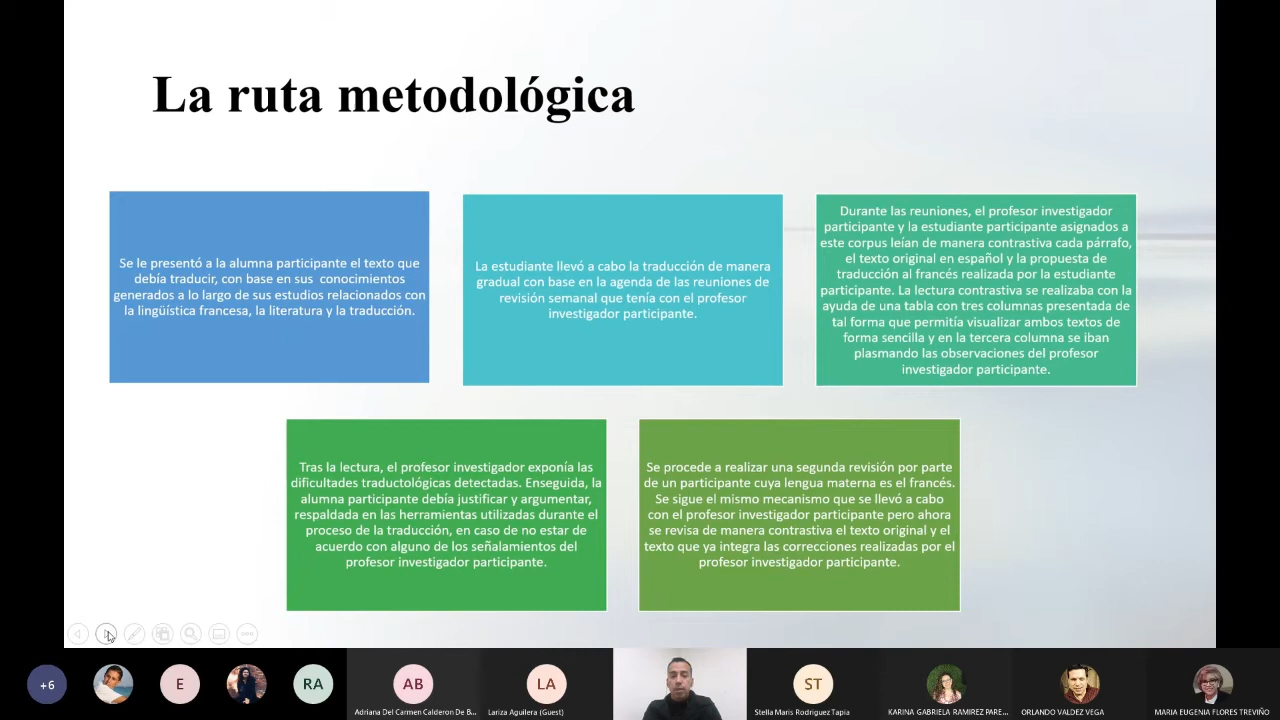 La ruta metodológica
Se le presentó a la alumna participante el texto que
debía traducir, con base en sus conocimientos
generados a lo largo de sus estudios relacionados con
la lingüística francesa, la literatura y la traducción.
La estudiante llevó a cabo la traducción de manera
gradual con base en la agenda de las reuniones de
revisión semanal que tenía con el profesor
investigador participante.
Durante las reuniones, el profesor investigador
participante y la estudiante participante asignados a
este corpus leían de manera contrastiva cada párrafo,
el texto original en español y la propuesta de
traducción al francés realizada por la estudiante
participante. La lectura contrastiva se realizaba con la
ayuda de una tabla con tres columnas presentada de
tal forma que permitía visualizar ambos textos de
forma sencilla y en la tercera columna se iban
plasmando las observaciones del profesor
investigador participante.
Tras la lectura, el profesor investigador exponía las
dificultades traductológicas detectadas. Enseguida, la
alumna participante debía justificar y argumentar,
respaldada en las herramientas utilizadas durante el
proceso de la traducción, en caso de no estar de
acuerdo con alguno de los señalamientos del
profesor investigador participante.
Se procede a realizar una segunda revisión por parte
de un participante cuya lengua materna es el francés.
Se sigue el mismo mecanismo que se llevó a cabo
con el profesor investigador participante pero ahora
se revisa de manera contrastiva el texto original y el
texto que ya integra las correcciones realizadas por el
profesor investigador participante.
+6
E
RA
AB
LA
ST
Adriana Del Carmen Calderon De B...
Lariza Aguilera (Guest)
Stella Maris Rodriguez Tapia
KARINA GABRIELA RAMIREZ PARE...
ORLANDO VALDEZ VEGA
MARIA EUGENIA FLORES TREVIÑO